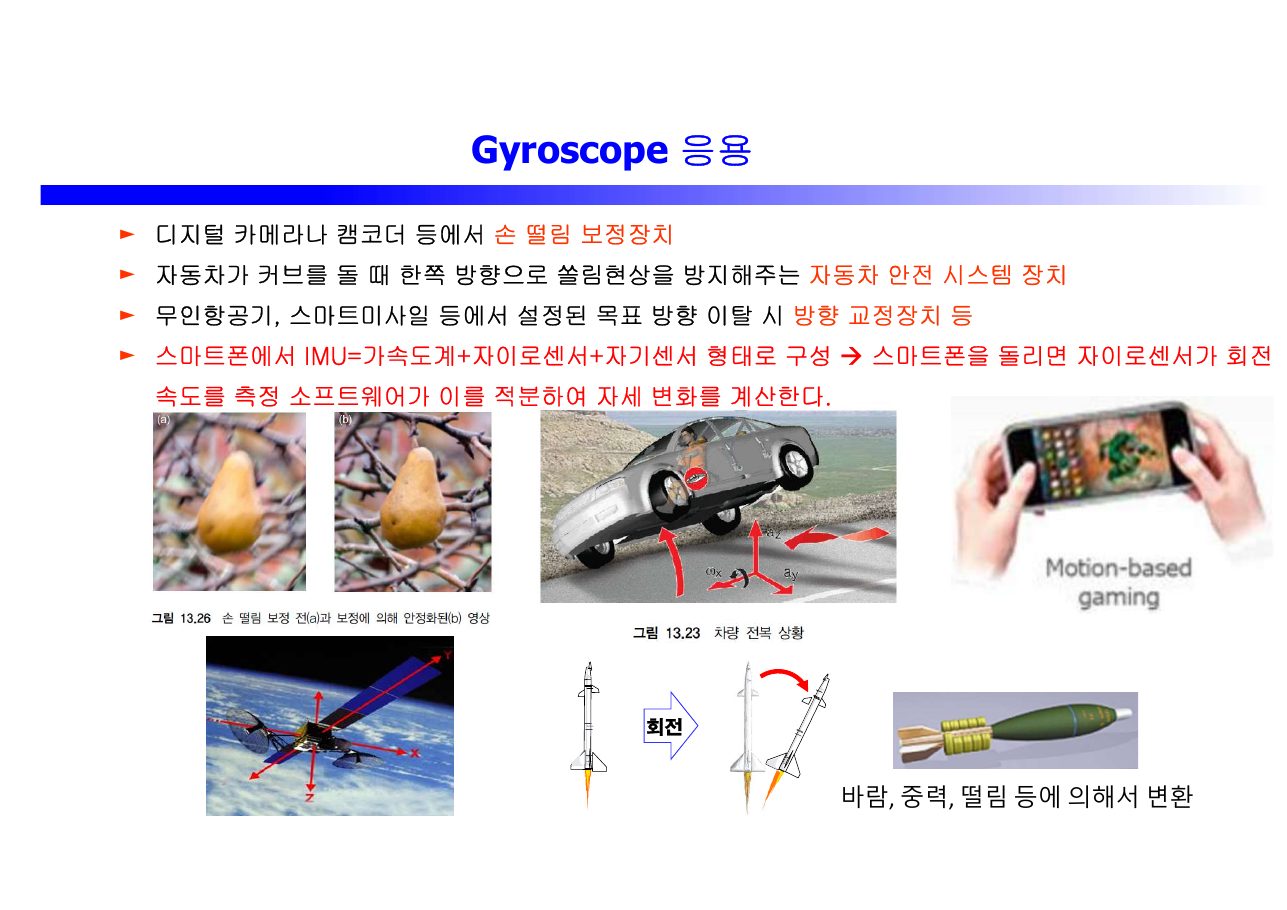 Gyroscope 응용
► 디지털 카메라나 캠코더 등에서 손 떨림 보정장치
► 자동차가 커브를 돌 때 한쪽 방향으로 쏠림현상을 방지해주는 자동차 안전 시스템 장치
► 무인항공기, 스마트미사일 등에서 설정된 목표 방향 이탈 시 방향 교정장치 등
► 스마트폰에서 IMU=가속도계+자이로센서+자기센서 형태로 구성 → 스마트폰을 돌리면 자이로센서가 회전
속도를 측정 소프트웨어가 이를 적분하여 자세 변화를 계산한다.
(a)
(b)
az
ωx
ay
Motion-based
gaming
그림 13.26 손 떨림 보정 전(a)과 보정에 의해 안정화된(b) 영상
그림 13.23 차량 전복 상황
Y
X
Z
회전
바람, 중력, 떨림 등에 의해서 변환